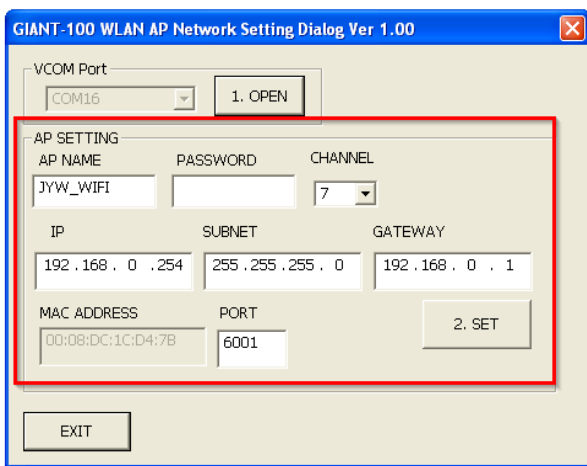 GIANT-100 WLAN AP Network Setting Dialog Ver 1.00
VCOM Port
COM16
1. OPEN
AP SETTING
AP NAME PASSWORD CHANNEL
JYW_WIFI 7
IP SUBNET GATEWAY
192.168. 0 .254 255.255.255. 0 192.168. 0 . 1
MAC ADDRESS PORT
00:08:DC:1C:D4:7B 6001
2. SET
EXIT